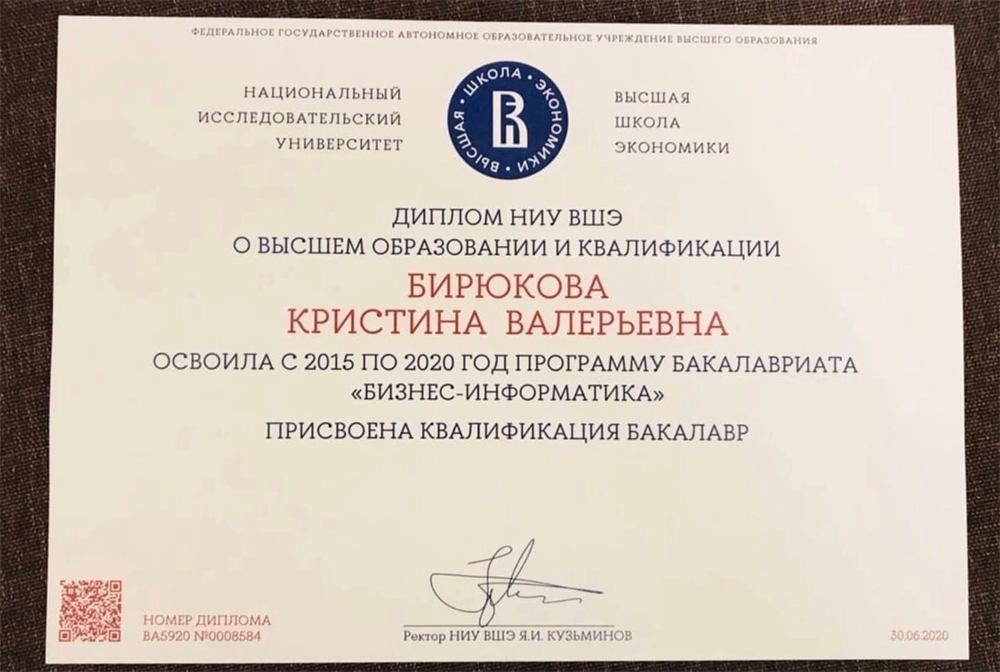 ФЕДЕРАЛЬНОЕ ГОСУДАРСТВЕННОЕ АВТОНОМНОЕ ОБРАЗОВАТЕЛЬНОЕ УЧРЕЖДЕНИЕ ВЫСШЕГО ОБРАЗОВАНИЯ
НАЦИОНАЛЬНЫЙ
ИССЛЕДОВАТЕЛЬСКИЙ
УНИВЕРСИТЕТ
ВЫСШАЯ • ШКОЛА • ЭКОНОМИКИ •
ВЫСШАЯ
ШКОЛА
ЭКОНОМИКИ
ДИПЛОМ НИУ ВШЭ
О ВЫСШЕМ ОБРАЗОВАНИИ И КВАЛИФИКАЦИИ
БИРЮКОВА
КРИСТИНА ВАЛЕРЬЕВНА
ОСВОИЛА С 2015 ПО 2020 ГОД ПРОГРАММУ БАКАЛАВРИАТА
«БИЗНЕС-ИНФОРМАТИКА»
ПРИСВОЕНА КВАЛИФИКАЦИЯ БАКАЛАВР
НОМЕР ДИПЛОМА
ВА5920 №0008584
Ректор НИУ ВШЭ Я.И. КУЗЬМИНОВ
30.06.2020